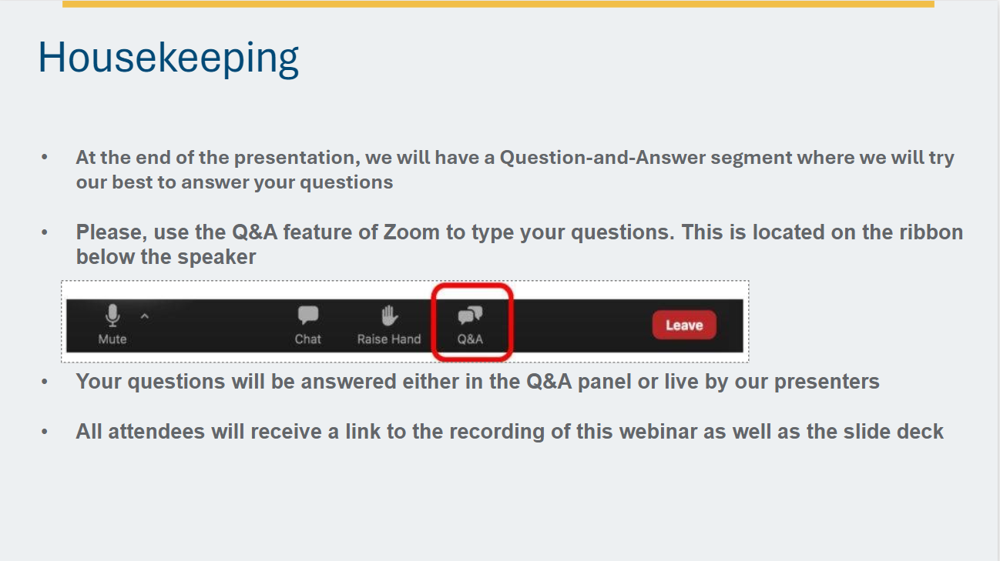 Housekeeping
• At the end of the presentation, we will have a Question-and-Answer segment where we will try
our best to answer your questions
• Please, use the Q&A feature of Zoom to type your questions. This is located on the ribbon
below the speaker
Mute Chat Raise Hand Q&A Leave
• Your questions will be answered either in the Q&A panel or live by our presenters
• All attendees will receive a link to the recording of this webinar as well as the slide deck